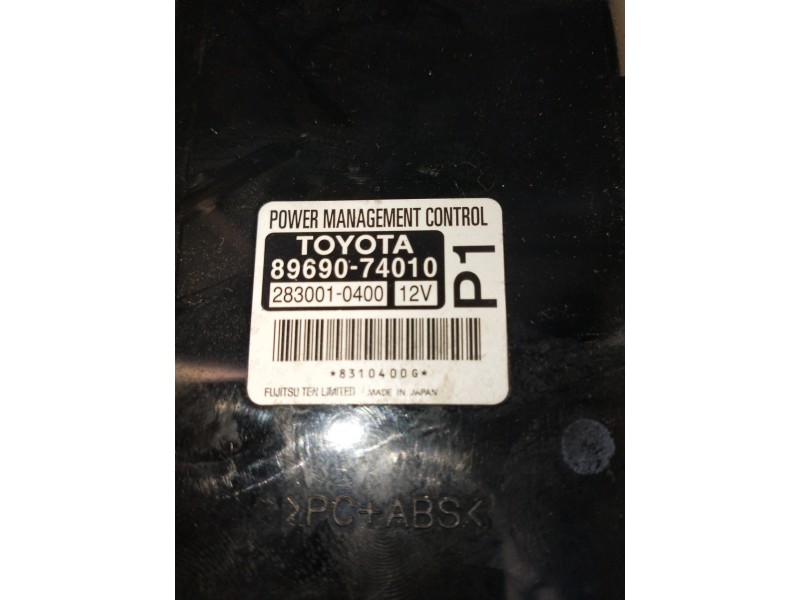 POWER MANAGEMENT CONTROL
TOYOTA
89690-74010
283001-0400 12V
P1
*8310400G*
FUJITSU TEN LIMITED MADE IN JAPAN
>PC+ABS<